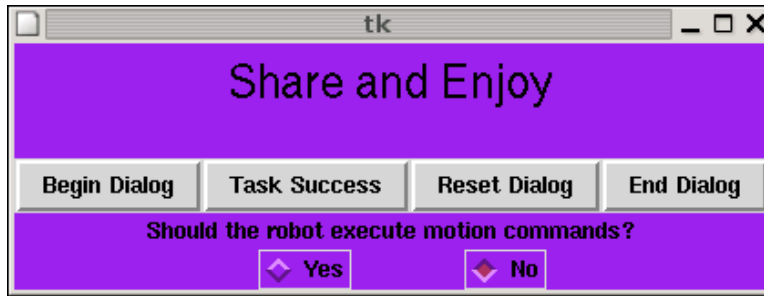 tk
Share and Enjoy
Begin Dialog Task Success Reset Dialog End Dialog
Should the robot execute motion commands?
Yes No